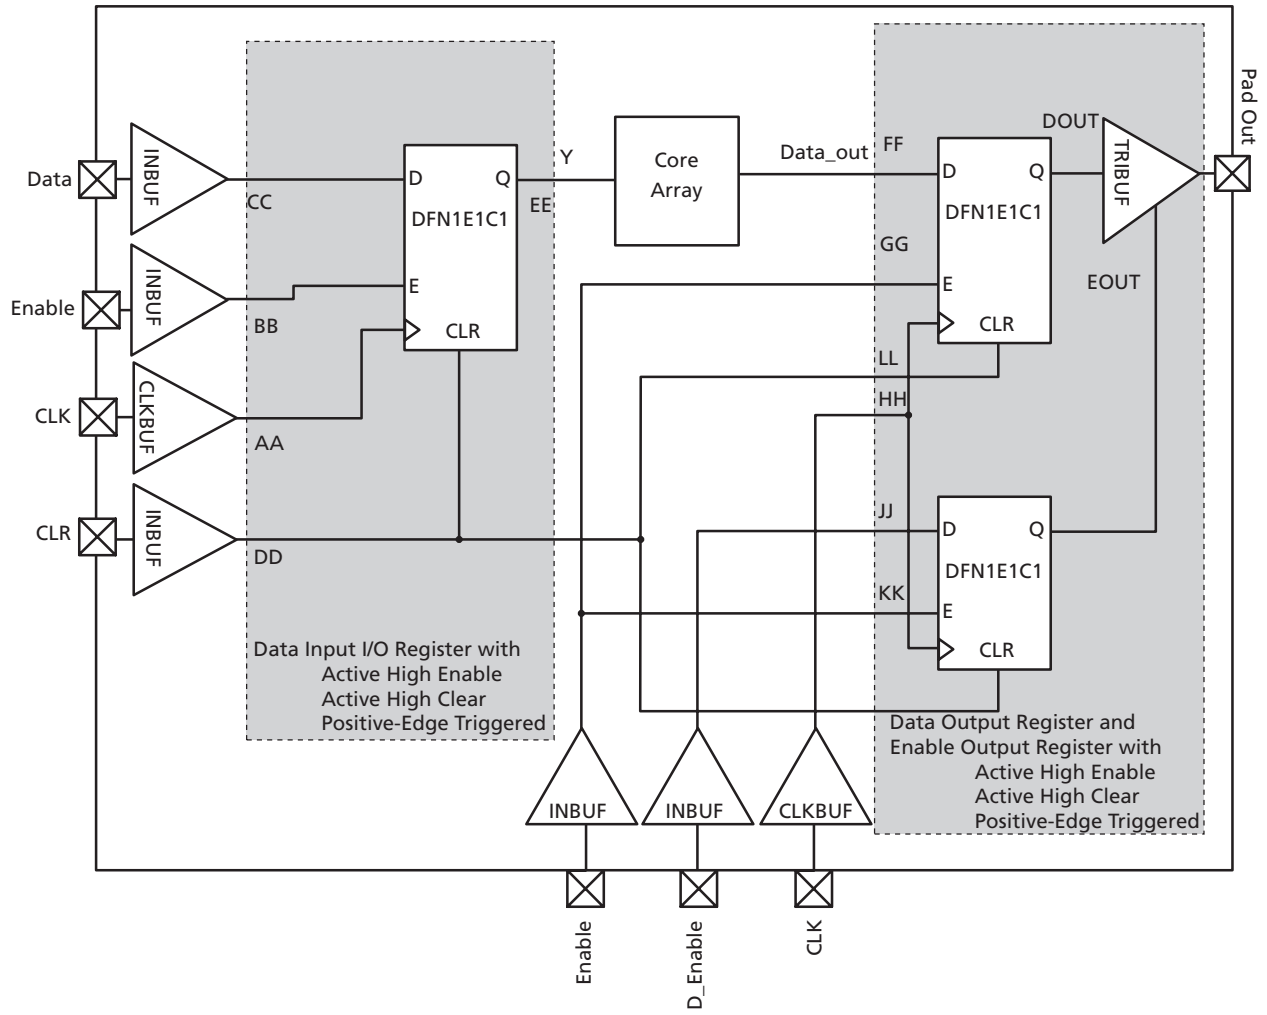 Pad Out
Data
INBUF
CC
D
Q
DFN1E1C1
E
CLR
Y
EE
Core
Array
Data_out
FF
D
Q
DFN1E1C1
GG
E
CLR
DOUT
TRIBUF
EOUT
Enable
INBUF
BB
CLK
CLKBUF
AA
LL
HH
CLR
INBUF
DD
JJ
D
Q
DFN1E1C1
KK
E
CLR
Data Input I/O Register with
Active High Enable
Active High Clear
Positive-Edge Triggered
Data Output Register and
Enable Output Register with
Active High Enable
Active High Clear
Positive-Edge Triggered
INBUF
INBUF
CLKBUF
Enable
D_Enable
CLK